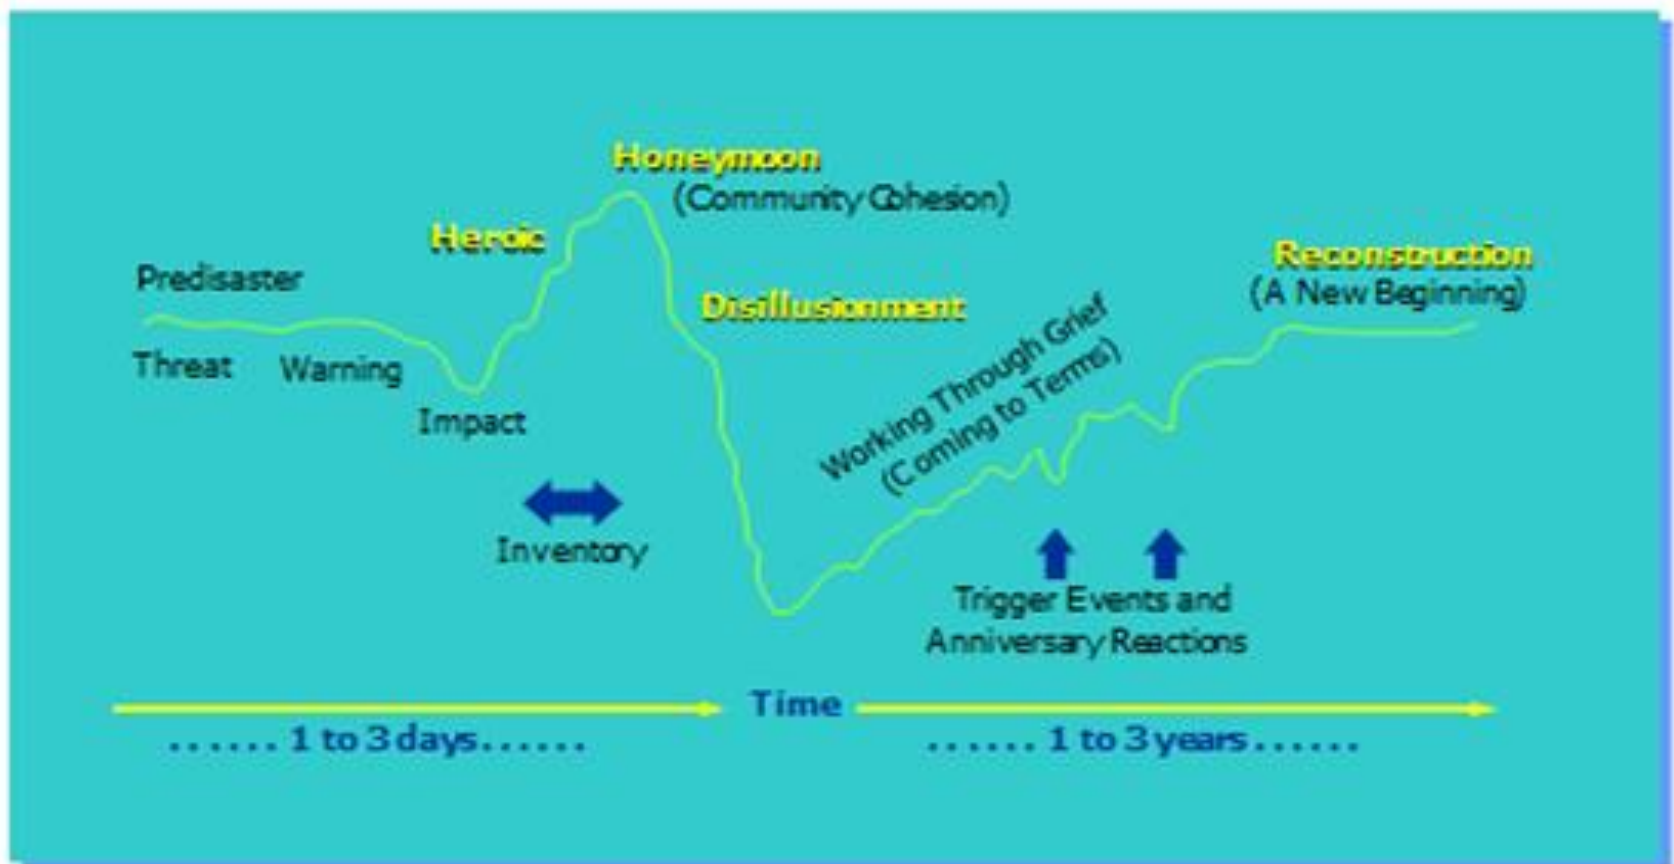 Honeymoon
(Community Cohesion)
Heroic
Predisaster
Threat
Warning
Impact
Inventory
Disillusionment
Working Through Grief
(Coming to Terms)
Reconstruction
(A New Beginning)
Trigger Events and
Anniversary Reactions
Time
...... 1 to 3 days......
...... 1 to 3 years......